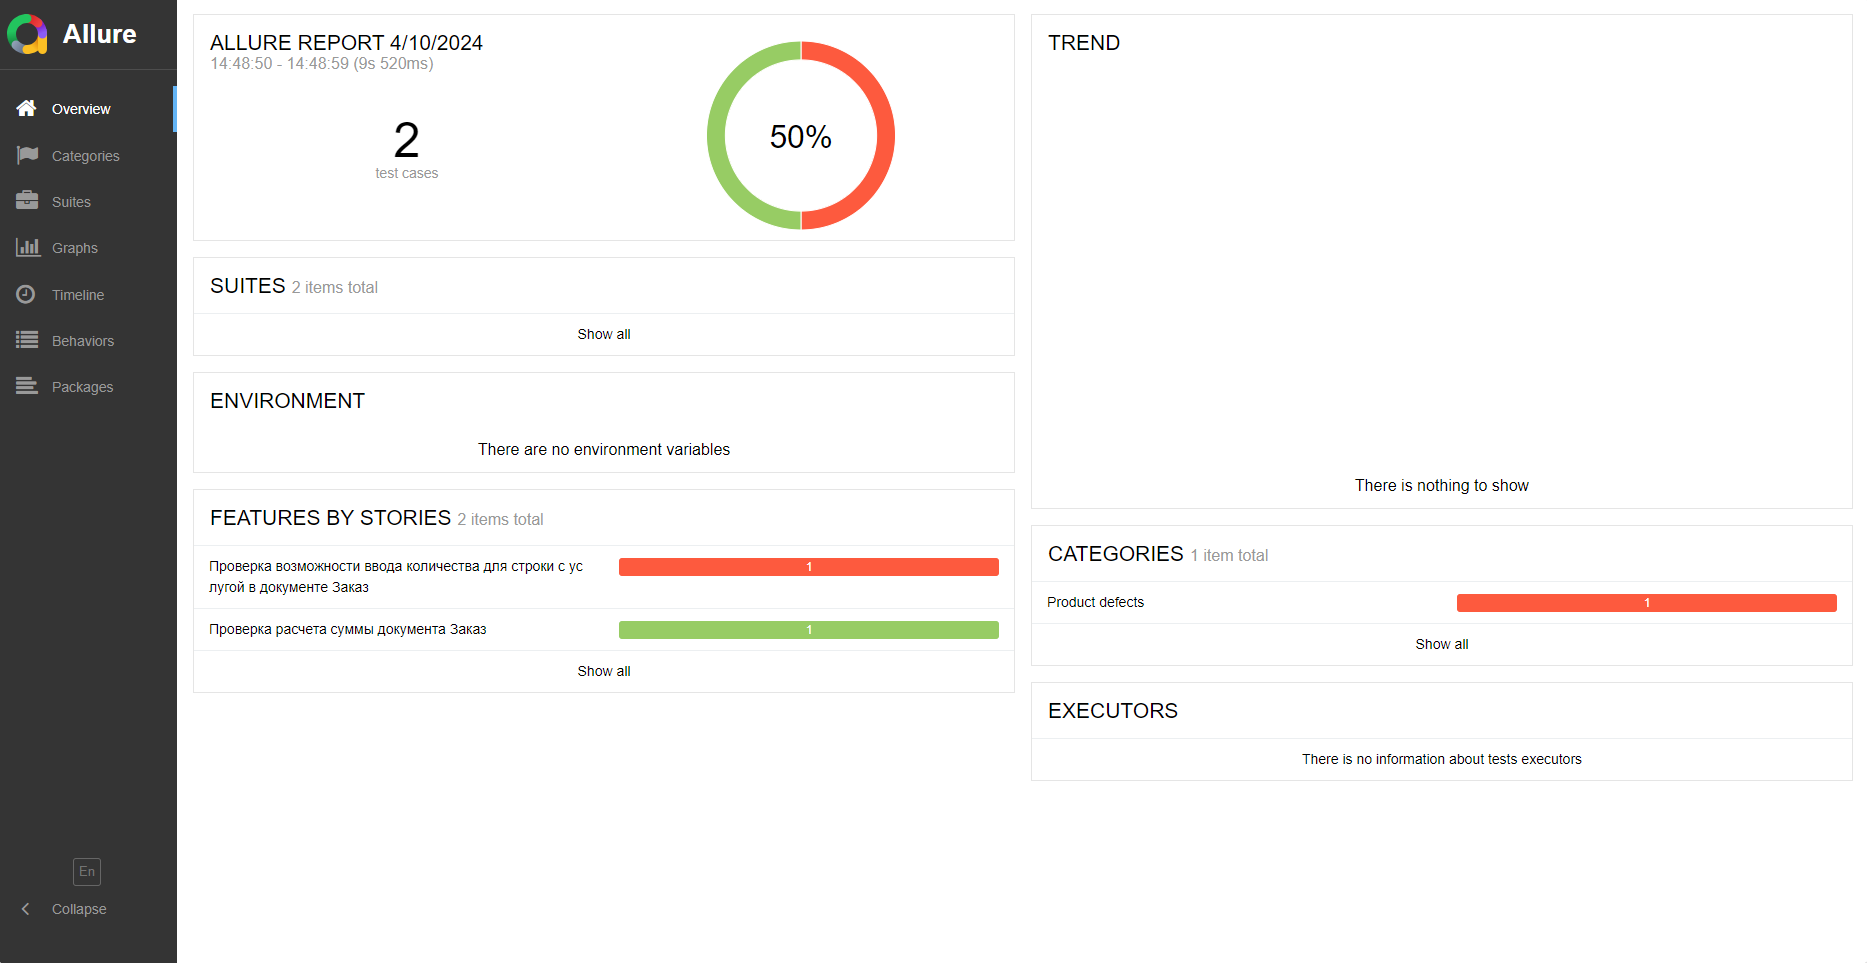 Allure
Overview
Categories
Suites
Graphs
Timeline
Behaviors
Packages
En
Collapse
ALLURE REPORT 4/10/2024
14:48:50 - 14:48:59 (9s 520ms)
2
test cases
50%
SUITES 2 items total
Show all
ENVIRONMENT
There are no environment variables
FEATURES BY STORIES 2 items total
Проверка возможности ввода количества для строки с ус
лугой в документе Заказ
1
Проверка расчета суммы документа Заказ
1
Show all
TREND
There is nothing to show
CATEGORIES 1 item total
Product defects
1
Show all
EXECUTORS
There is no information about tests executors